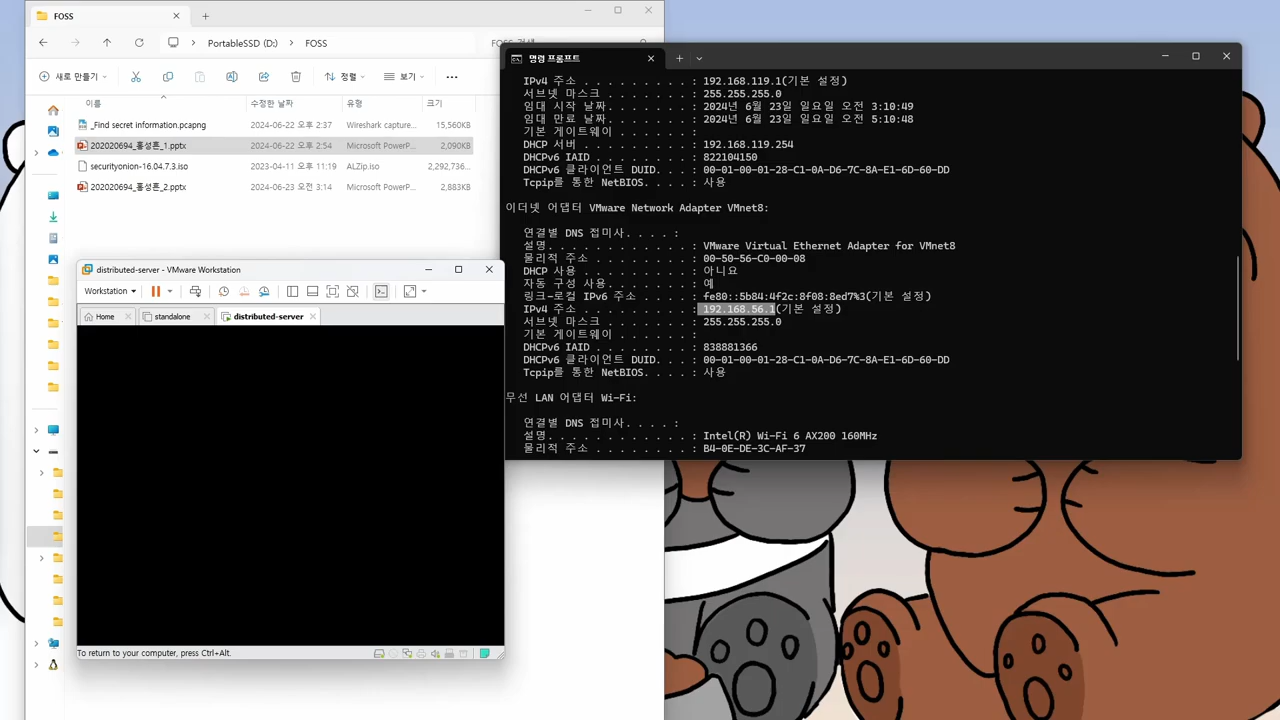 FOSS
PortableSSD (D:)
FOSS
FOSS 검색
새로 만들기
정렬
보기
이름
수정한 날짜
유형
크기
_Find secret information.pcapng
2024-06-22 오후 2:37
Wireshark capture...
15,560KB
202020694_홍성훈_1.pptx
2024-06-22 오후 2:54
Microsoft PowerP...
2,090KB
securityonion-16.04.7.3.iso
2023-04-11 오후 3:19
ALZip.iso
2,292,736...
202020694_홍성훈_2.pptx
2024-06-23 오전 3:14
Microsoft PowerP...
2,883KB
distributed-server - VMware Workstation
Workstation
Home
standalone
distributed-server
To return to your computer, press Ctrl+Alt.
명령 프롬프트
IPv4 주소 . . . . . . . . . : 192.168.119.1(기본 설정)
서브넷 마스크 . . . . . . . : 255.255.255.0
임대 시작 날짜. . . . . . . : 2024년 6월 23일 일요일 오전 3:10:49
임대 만료 날짜. . . . . . . : 2024년 6월 23일 일요일 오전 5:10:48
기본 게이트웨이 . . . . . . :
DHCP 서버 . . . . . . . . . : 192.168.119.254
DHCPv6 IAID . . . . . . . . : 822104150
DHCPv6 클라이언트 DUID. . . : 00-01-00-01-28-C1-0A-D6-7C-8A-E1-6D-60-DD
Tcpip를 통한 NetBIOS. . . . : 사용
이더넷 어댑터 VMware Network Adapter VMnet8:
연결별 DNS 접미사. . . . :
설명. . . . . . . . . . . . : VMware Virtual Ethernet Adapter for VMnet8
물리적 주소 . . . . . . . . : 00-50-56-C0-00-08
DHCP 사용 . . . . . . . . . : 아니요
자동 구성 사용. . . . . . . : 예
링크-로컬 IPv6 주소 . . . . : fe80::5b84:4f2c:8f08:8ed7%3(기본 설정)
IPv4 주소 . . . . . . . . . : 192.168.56.1(기본 설정)
서브넷 마스크 . . . . . . . : 255.255.255.0
기본 게이트웨이 . . . . . . :
DHCPv6 IAID . . . . . . . . : 838881366
DHCPv6 클라이언트 DUID. . . : 00-01-00-01-28-C1-0A-D6-7C-8A-E1-6D-60-DD
Tcpip를 통한 NetBIOS. . . . : 사용
무선 LAN 어댑터 Wi-Fi:
연결별 DNS 접미사. . . . :
설명. . . . . . . . . . . . : Intel(R) Wi-Fi 6 AX200 160MHz
물리적 주소 . . . . . . . . : B4-0E-DE-3C-AF-37